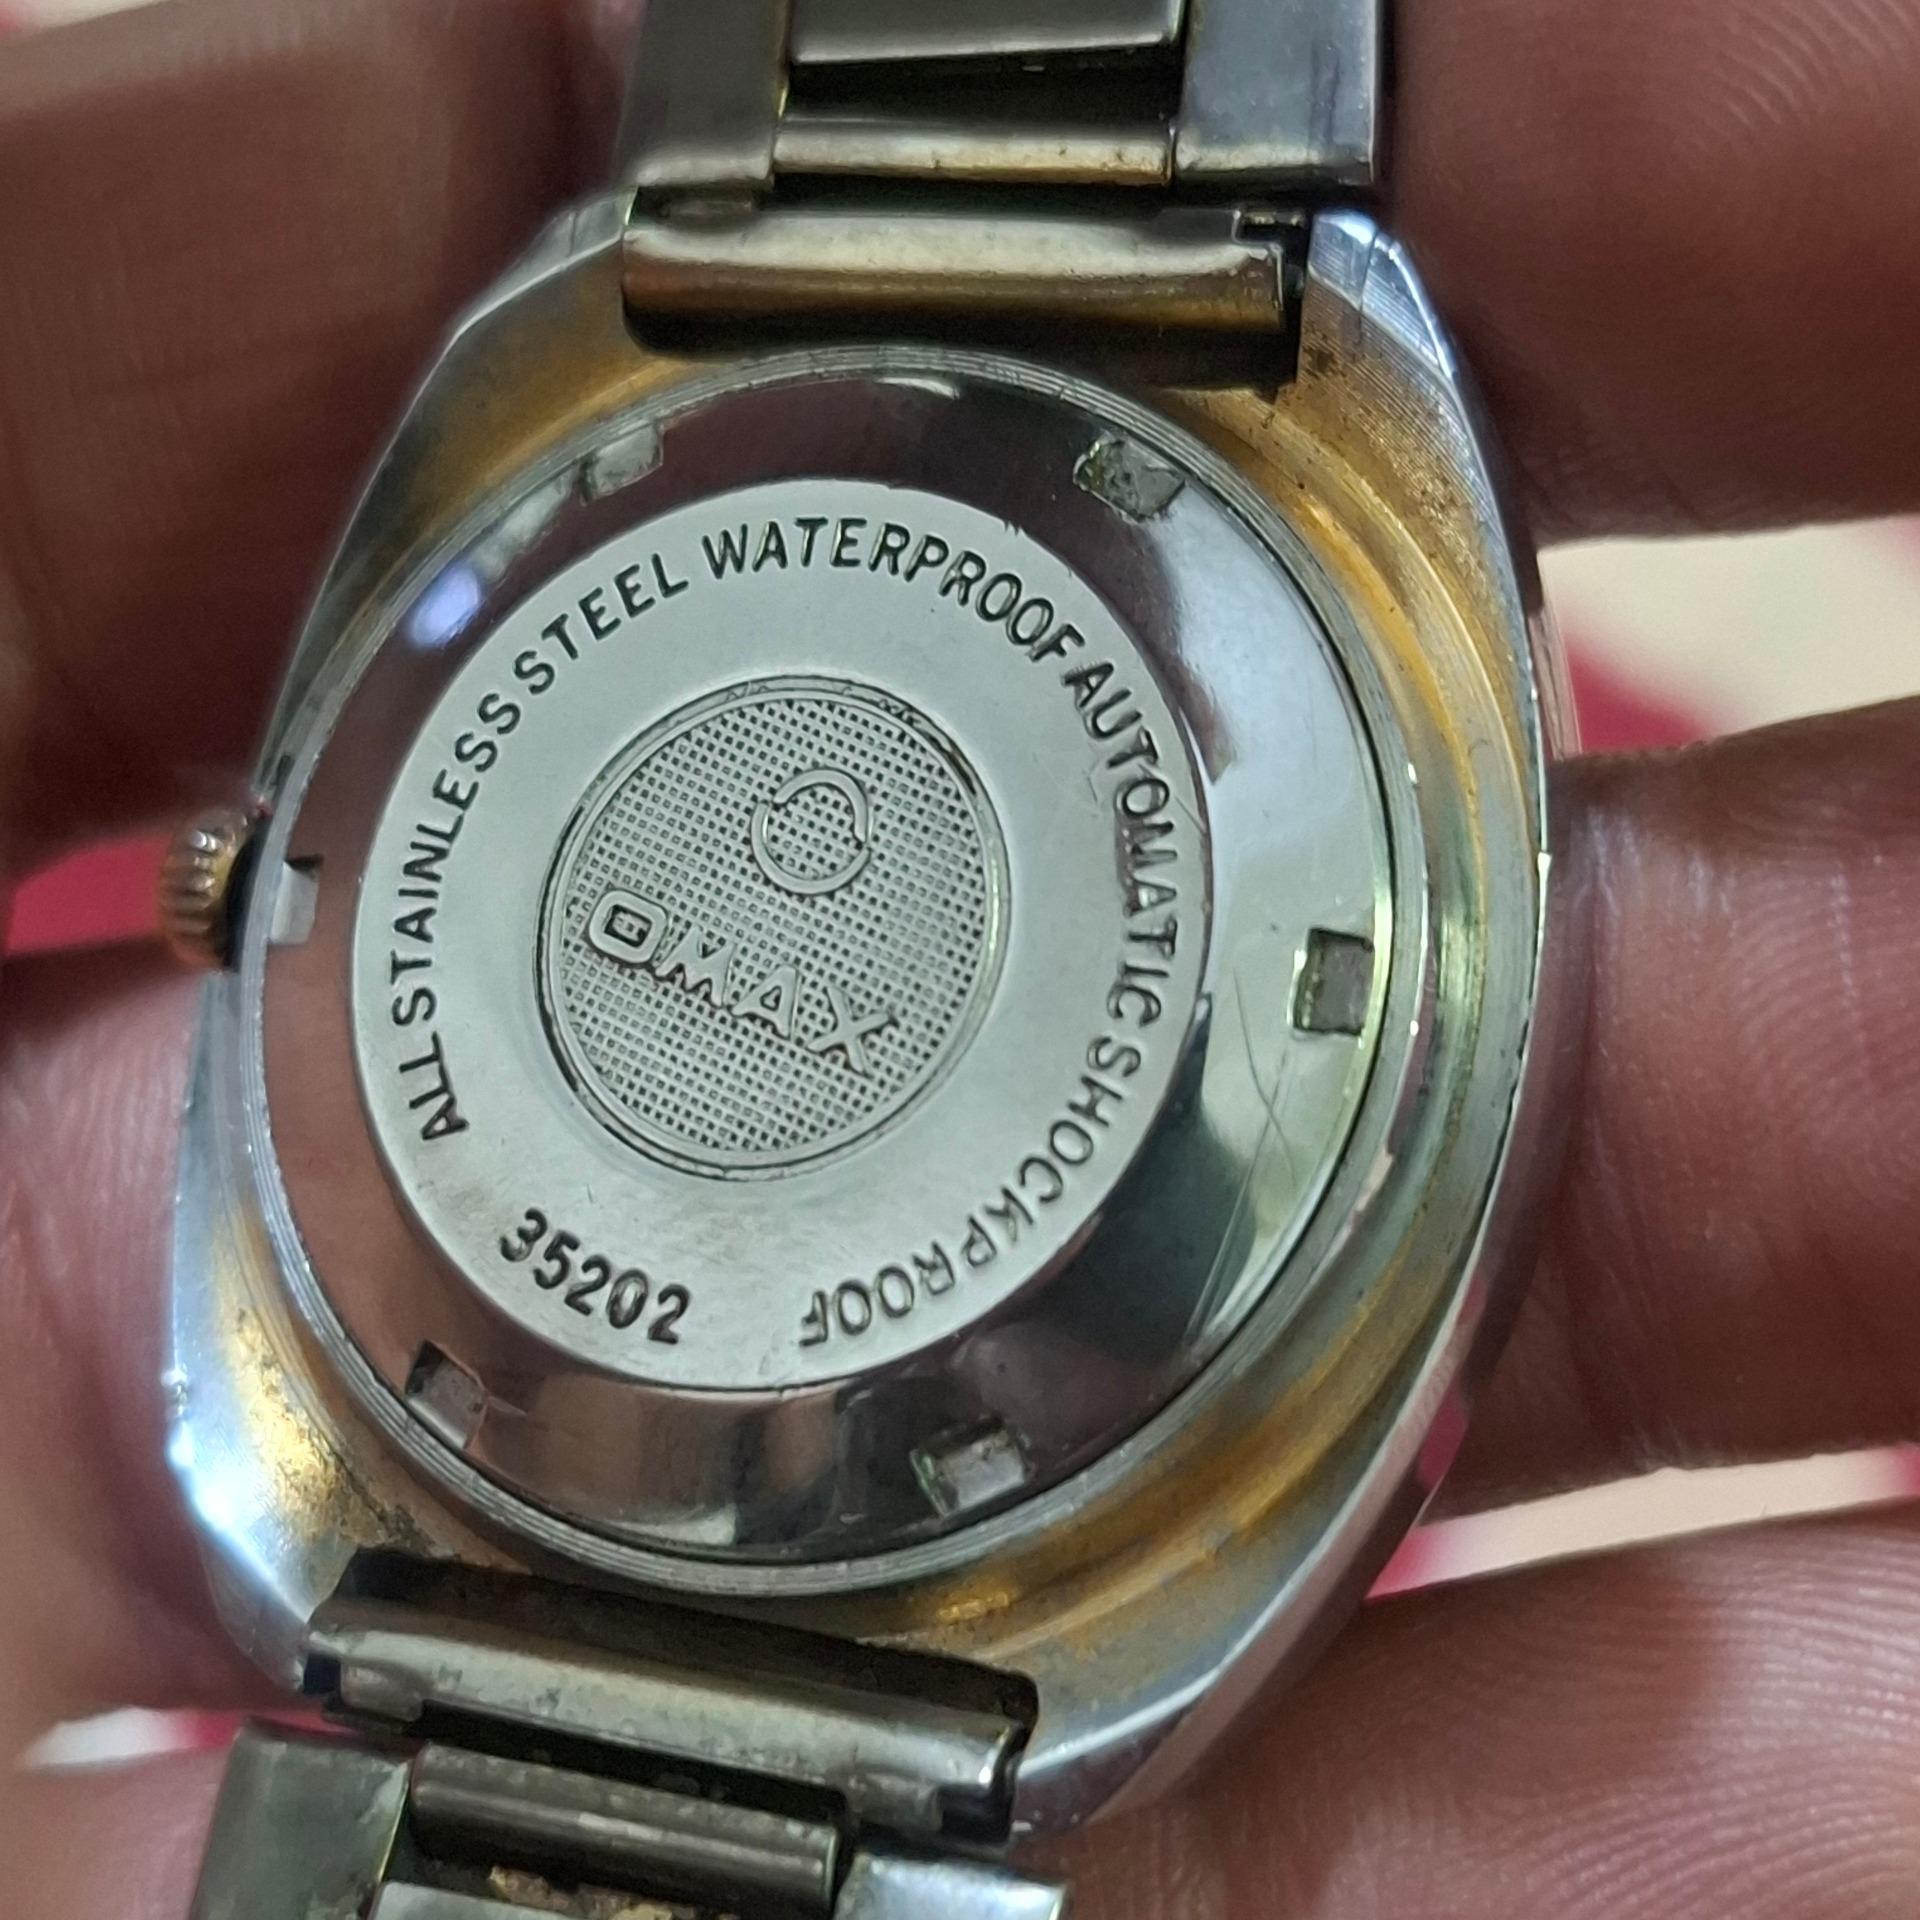 ALL STAINLESS STEEL WATERPROOF AUTOMATIC SHOCKPROOF
35202
OMAX